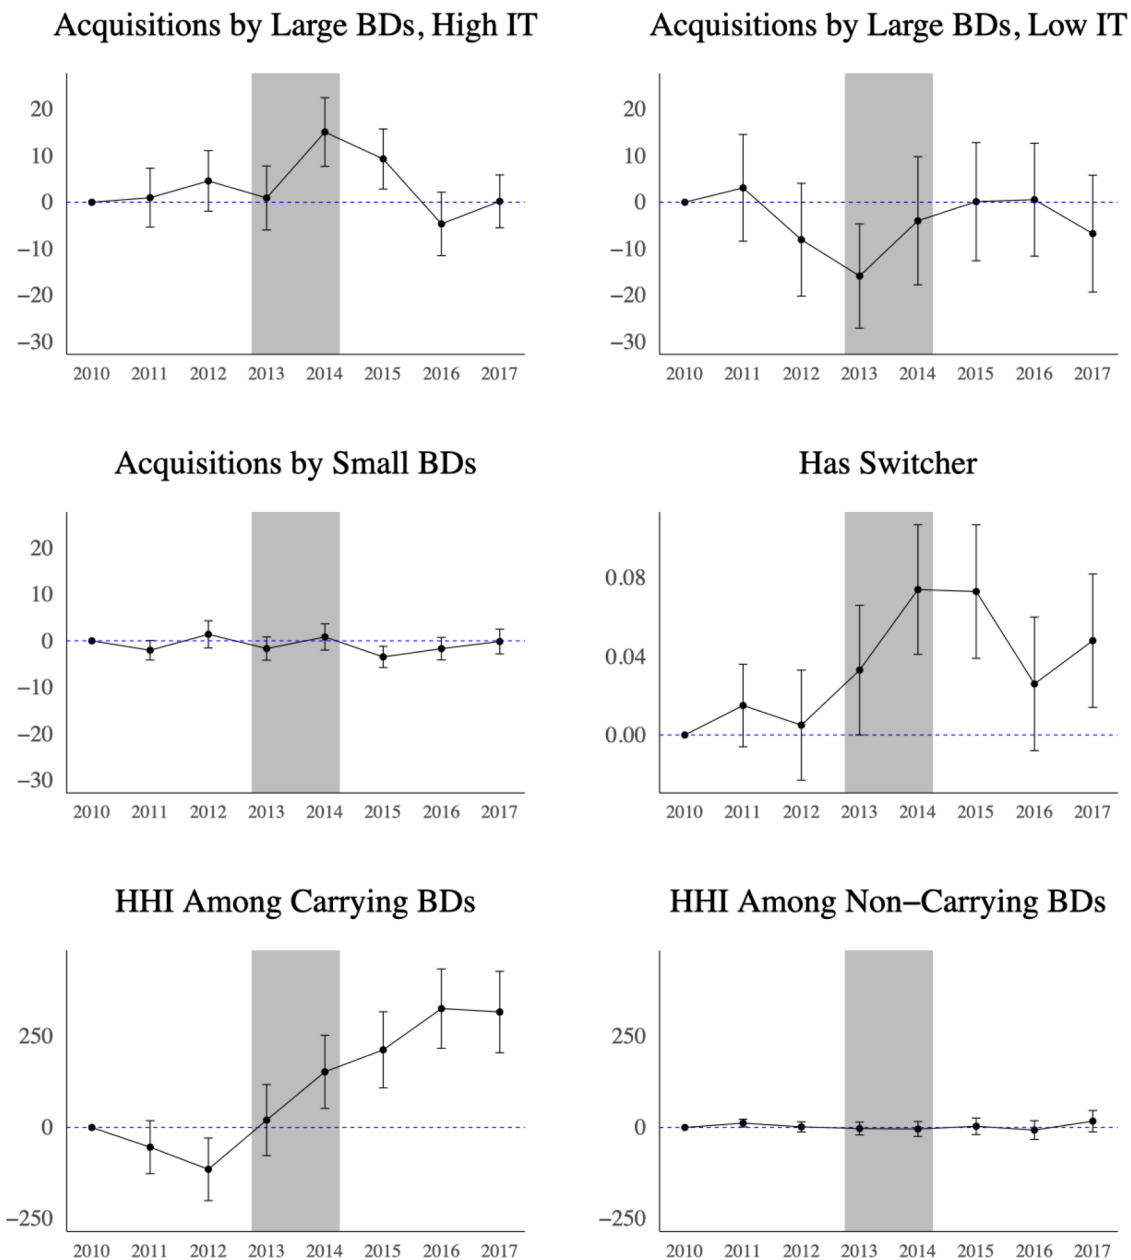 Acquisitions by Large BDs, High IT
20
10
0
−10
−20
−30
2010 2011 2012 2013 2014 2015 2016 2017
Acquisitions by Large BDs, Low IT
20
10
0
−10
−20
−30
2010 2011 2012 2013 2014 2015 2016 2017
Acquisitions by Small BDs
20
10
0
−10
−20
−30
2010 2011 2012 2013 2014 2015 2016 2017
Has Switcher
0.08
0.04
0.00
2010 2011 2012 2013 2014 2015 2016 2017
HHI Among Carrying BDs
250
0
−250
2010 2011 2012 2013 2014 2015 2016 2017
HHI Among Non−Carrying BDs
250
0
−250
2010 2011 2012 2013 2014 2015 2016 2017